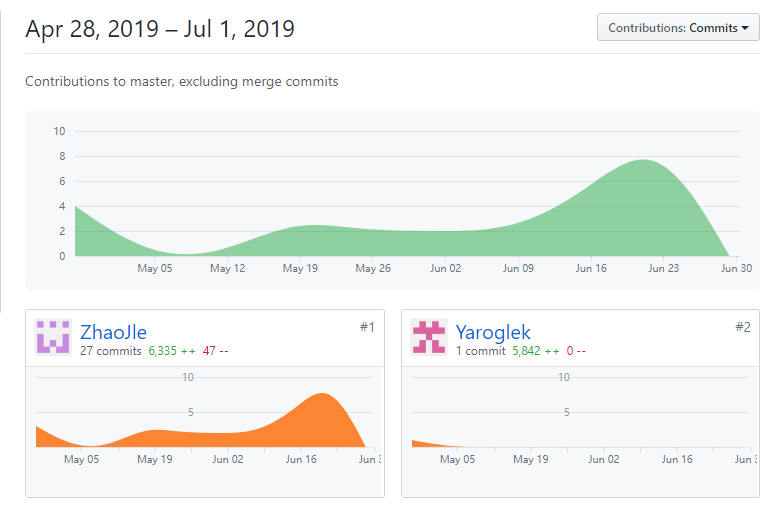 Apr 28, 2019 – Jul 1, 2019
Contributions: Commits
Contributions to master, excluding merge commits
10
8
6
4
2
0
May 05 May 12 May 19 May 26 Jun 02 Jun 09 Jun 16 Jun 23 Jun 30
ZhaoJle #1
27 commits 6,335 ++ 47 --
10
5
May 05 May 19 Jun 02 Jun 16 Jun 3
Yaroglek #2
1 commit 5,842 ++ 0 --
10
5
May 05 May 19 Jun 02 Jun 16 Jun 3